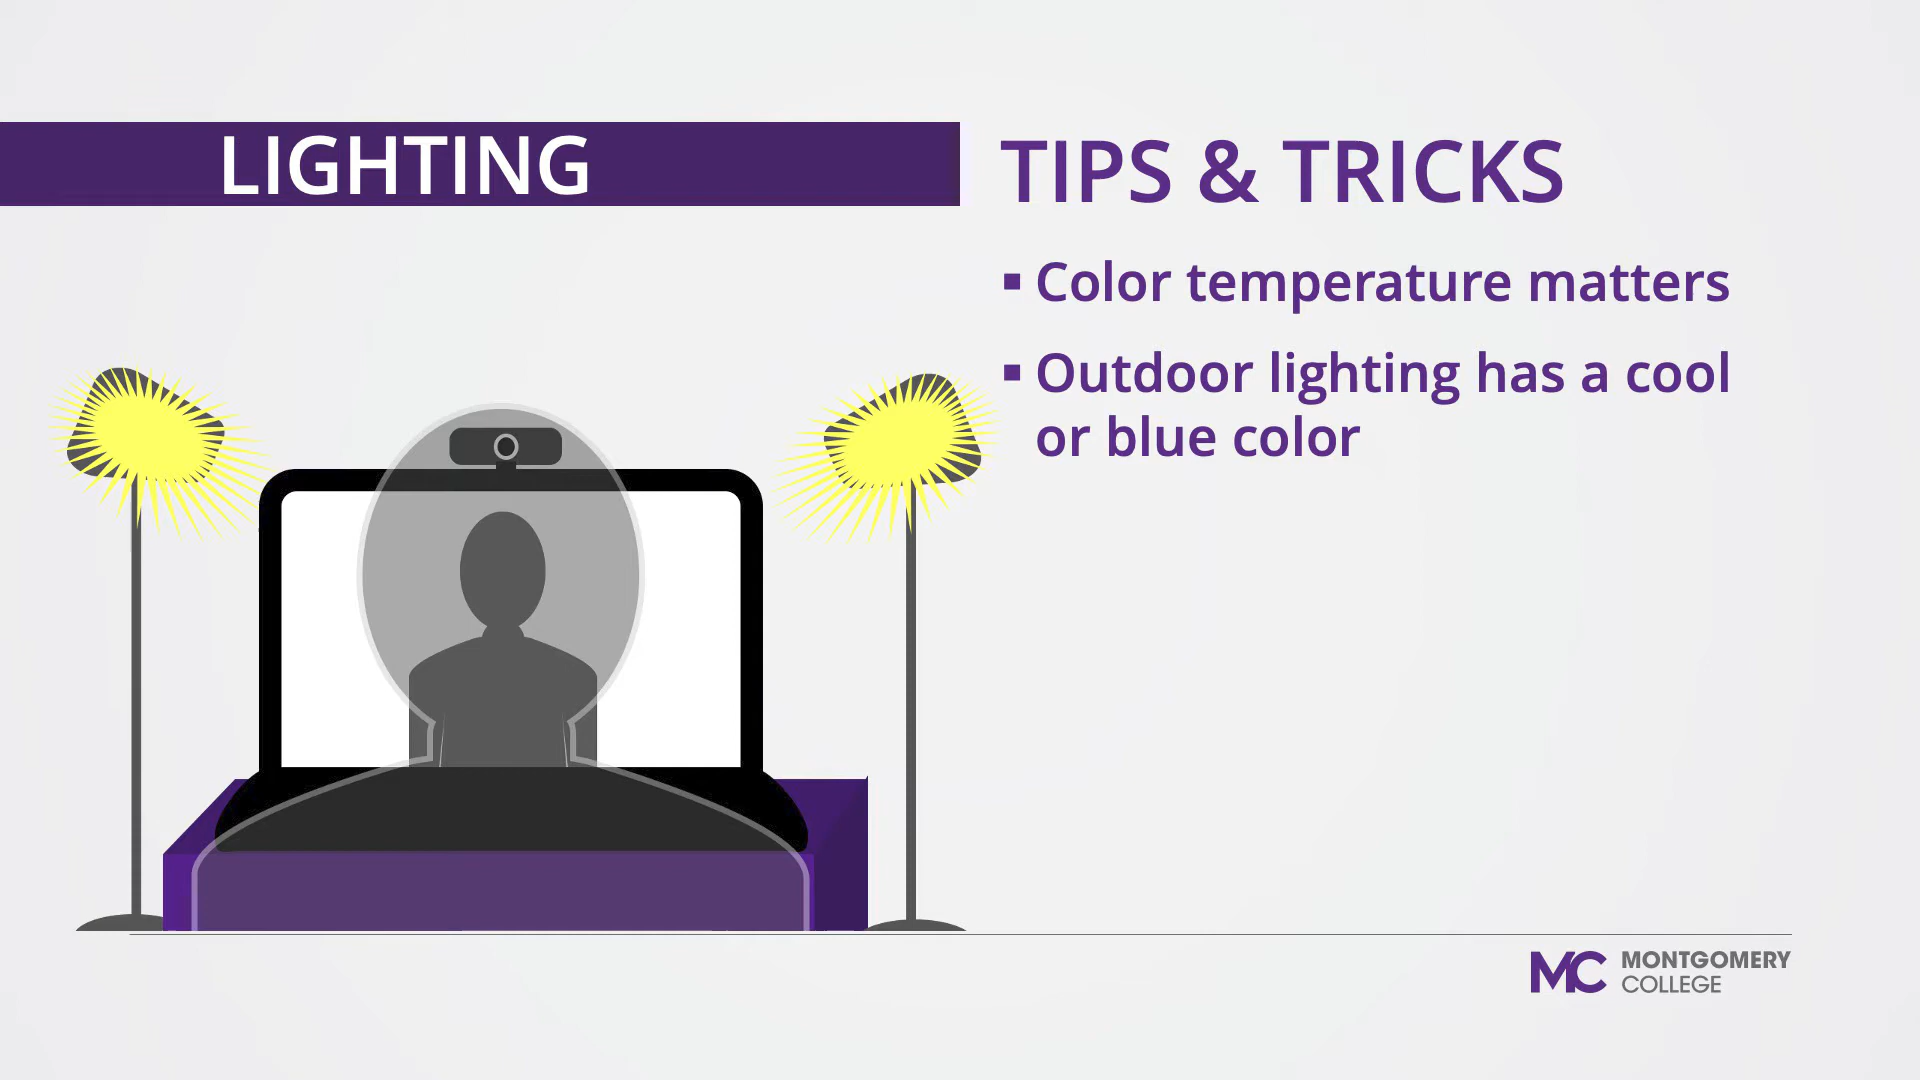 LIGHTING
TIPS & TRICKS
▪ Color temperature matters
▪ Outdoor lighting has a cool
or blue color
MC MONTGOMERY
COLLEGE